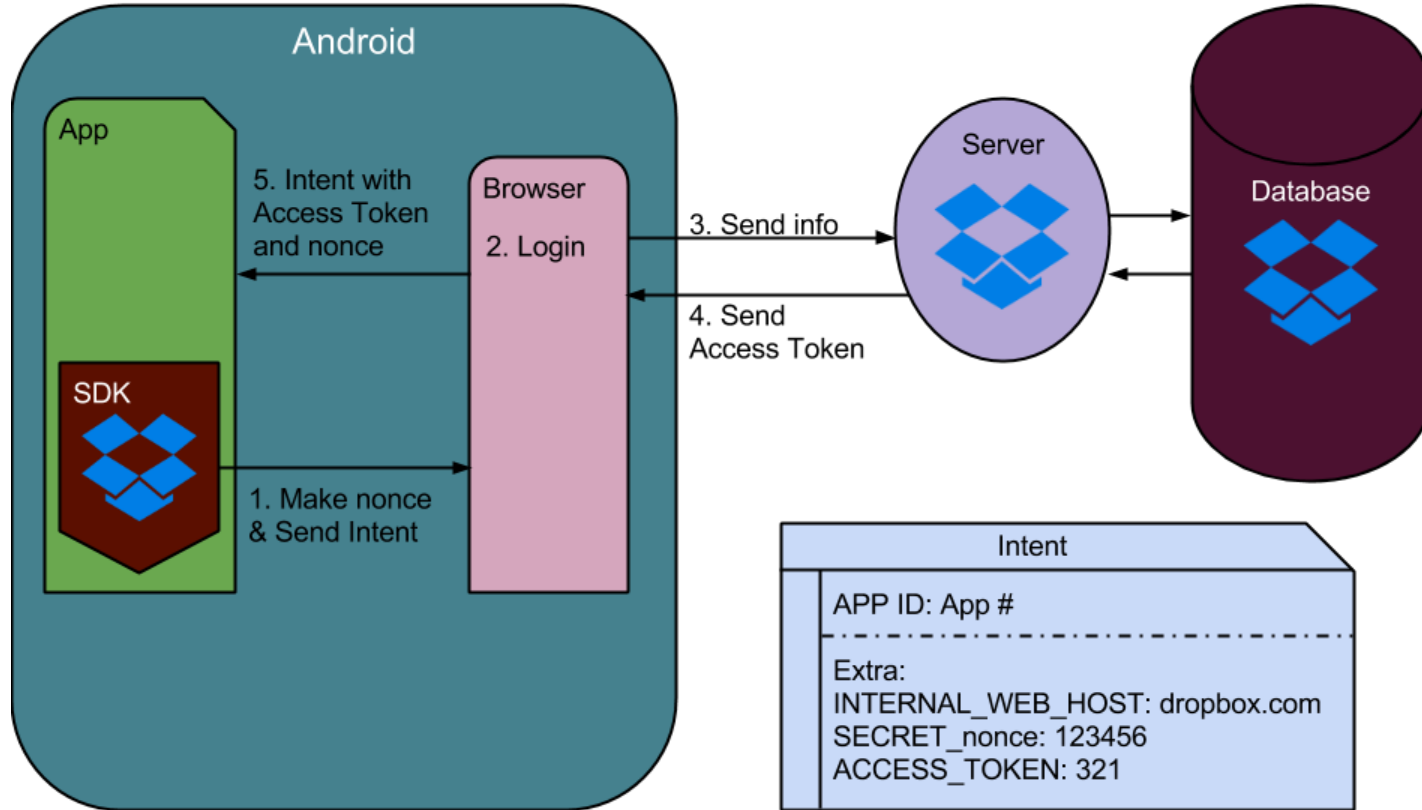 Android
App
5. Intent with
Access Token
and nonce
Browser
2. Login
3. Send info
4. Send
Access Token
Server
Database
SDK
1. Make nonce
& Send Intent
Intent
APP ID: App #
Extra:
INTERNAL_WEB_HOST: dropbox.com
SECRET_nonce: 123456
ACCESS_TOKEN: 321